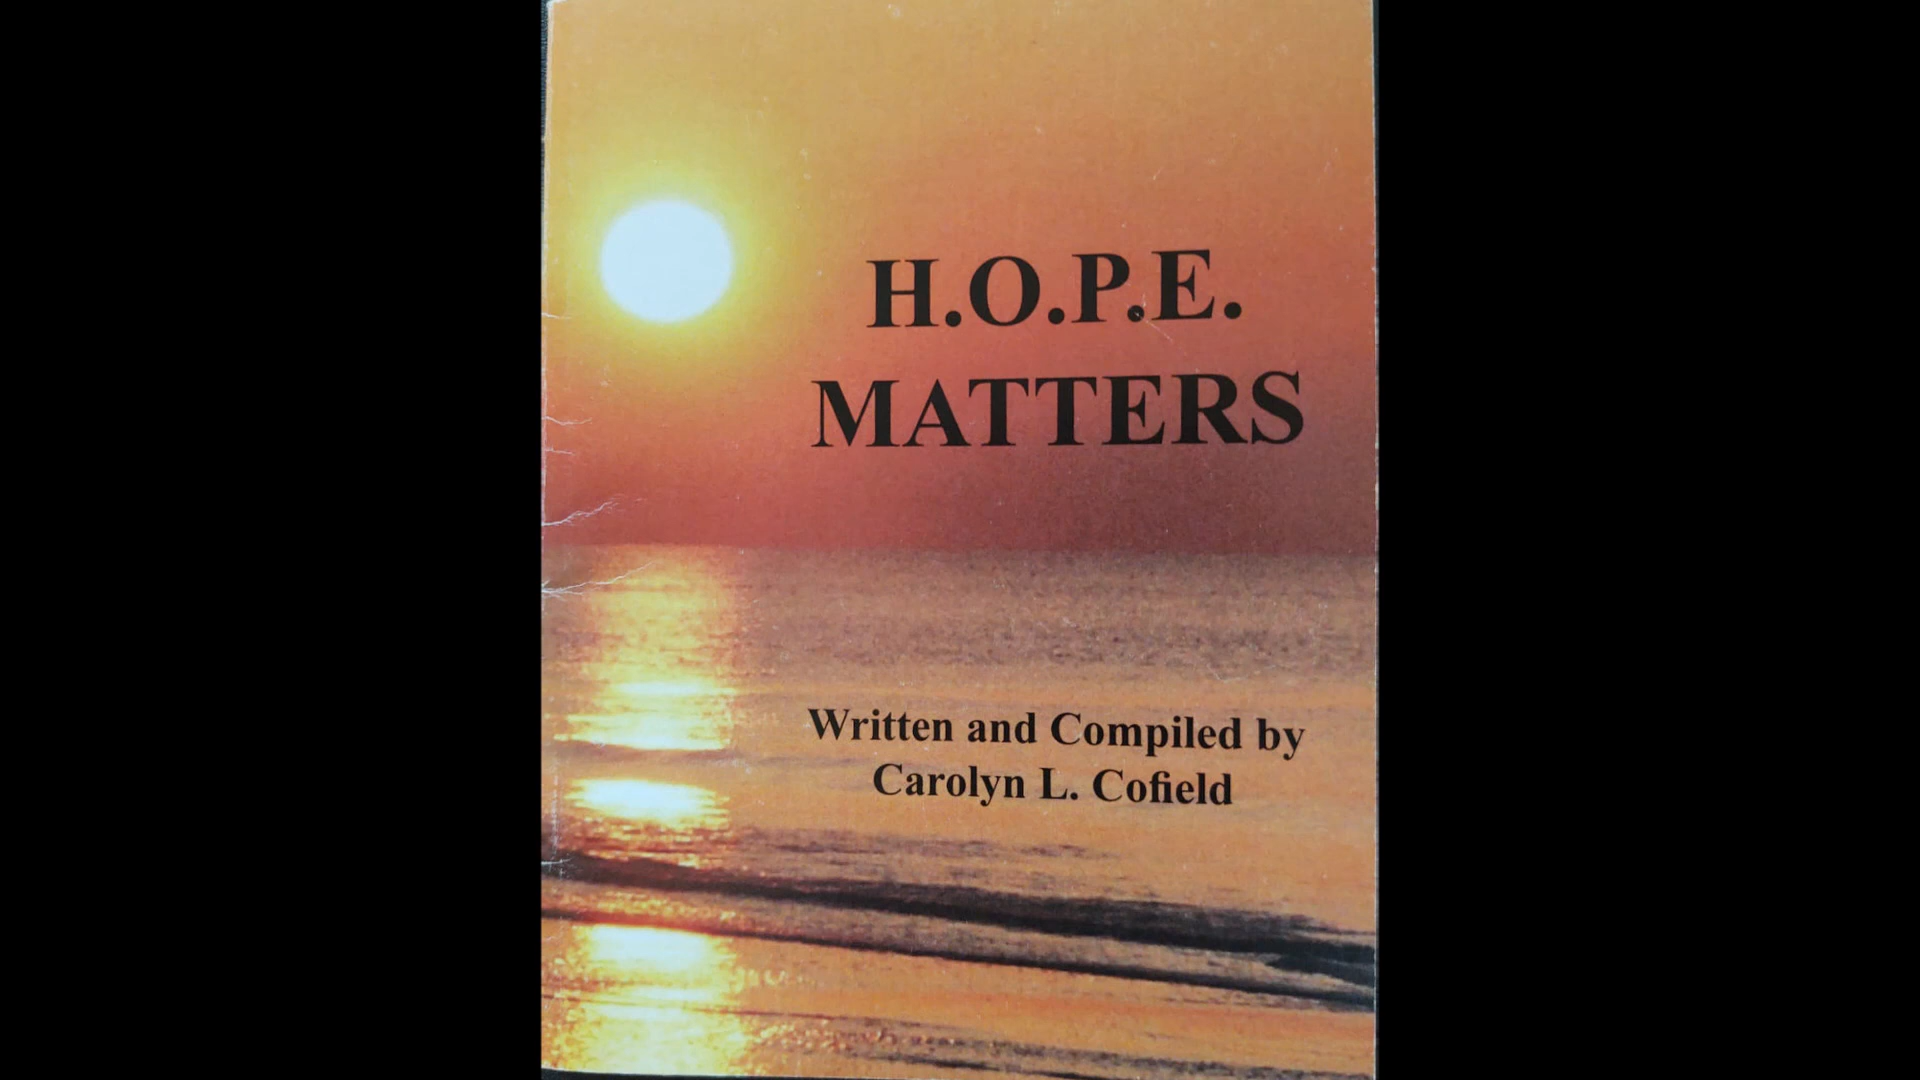 H.O.P.E.
MATTERS
Written and Compiled by
Carolyn L. Cofield